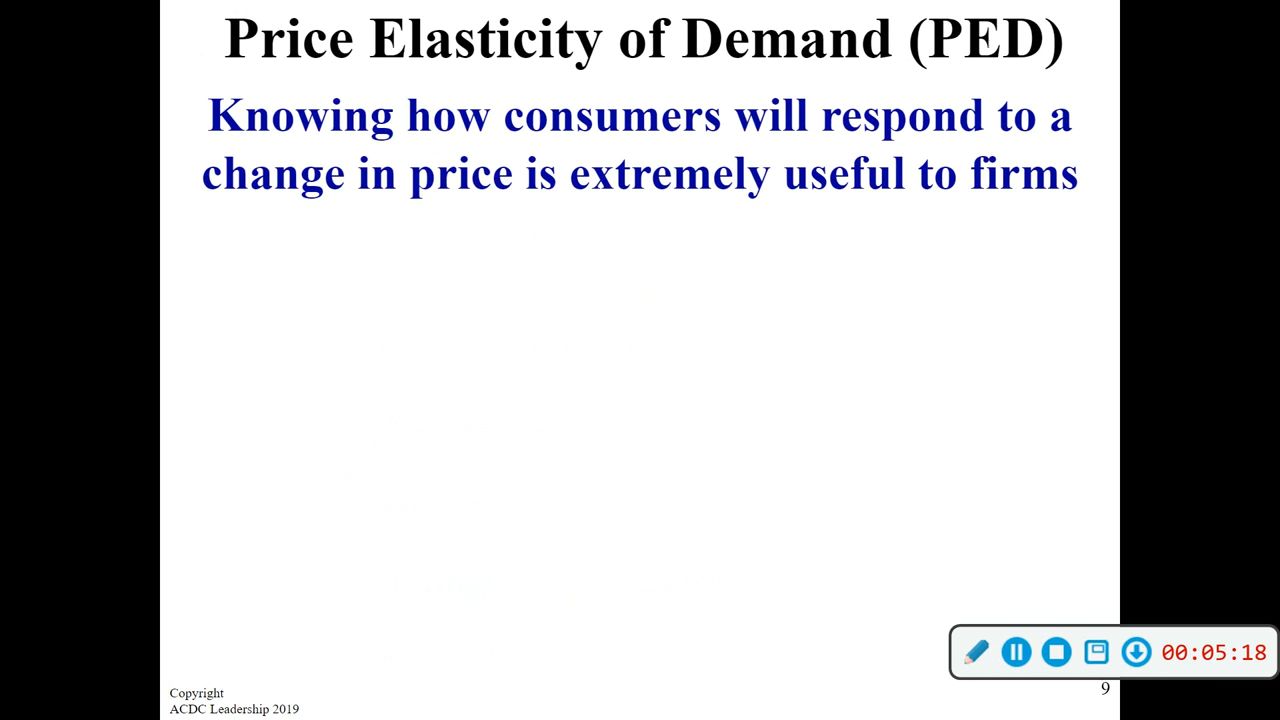 Price Elasticity of Demand (PED)
Knowing how consumers will respond to a
change in price is extremely useful to firms
00:05:18
9
Copyright
ACDC Leadership 2019